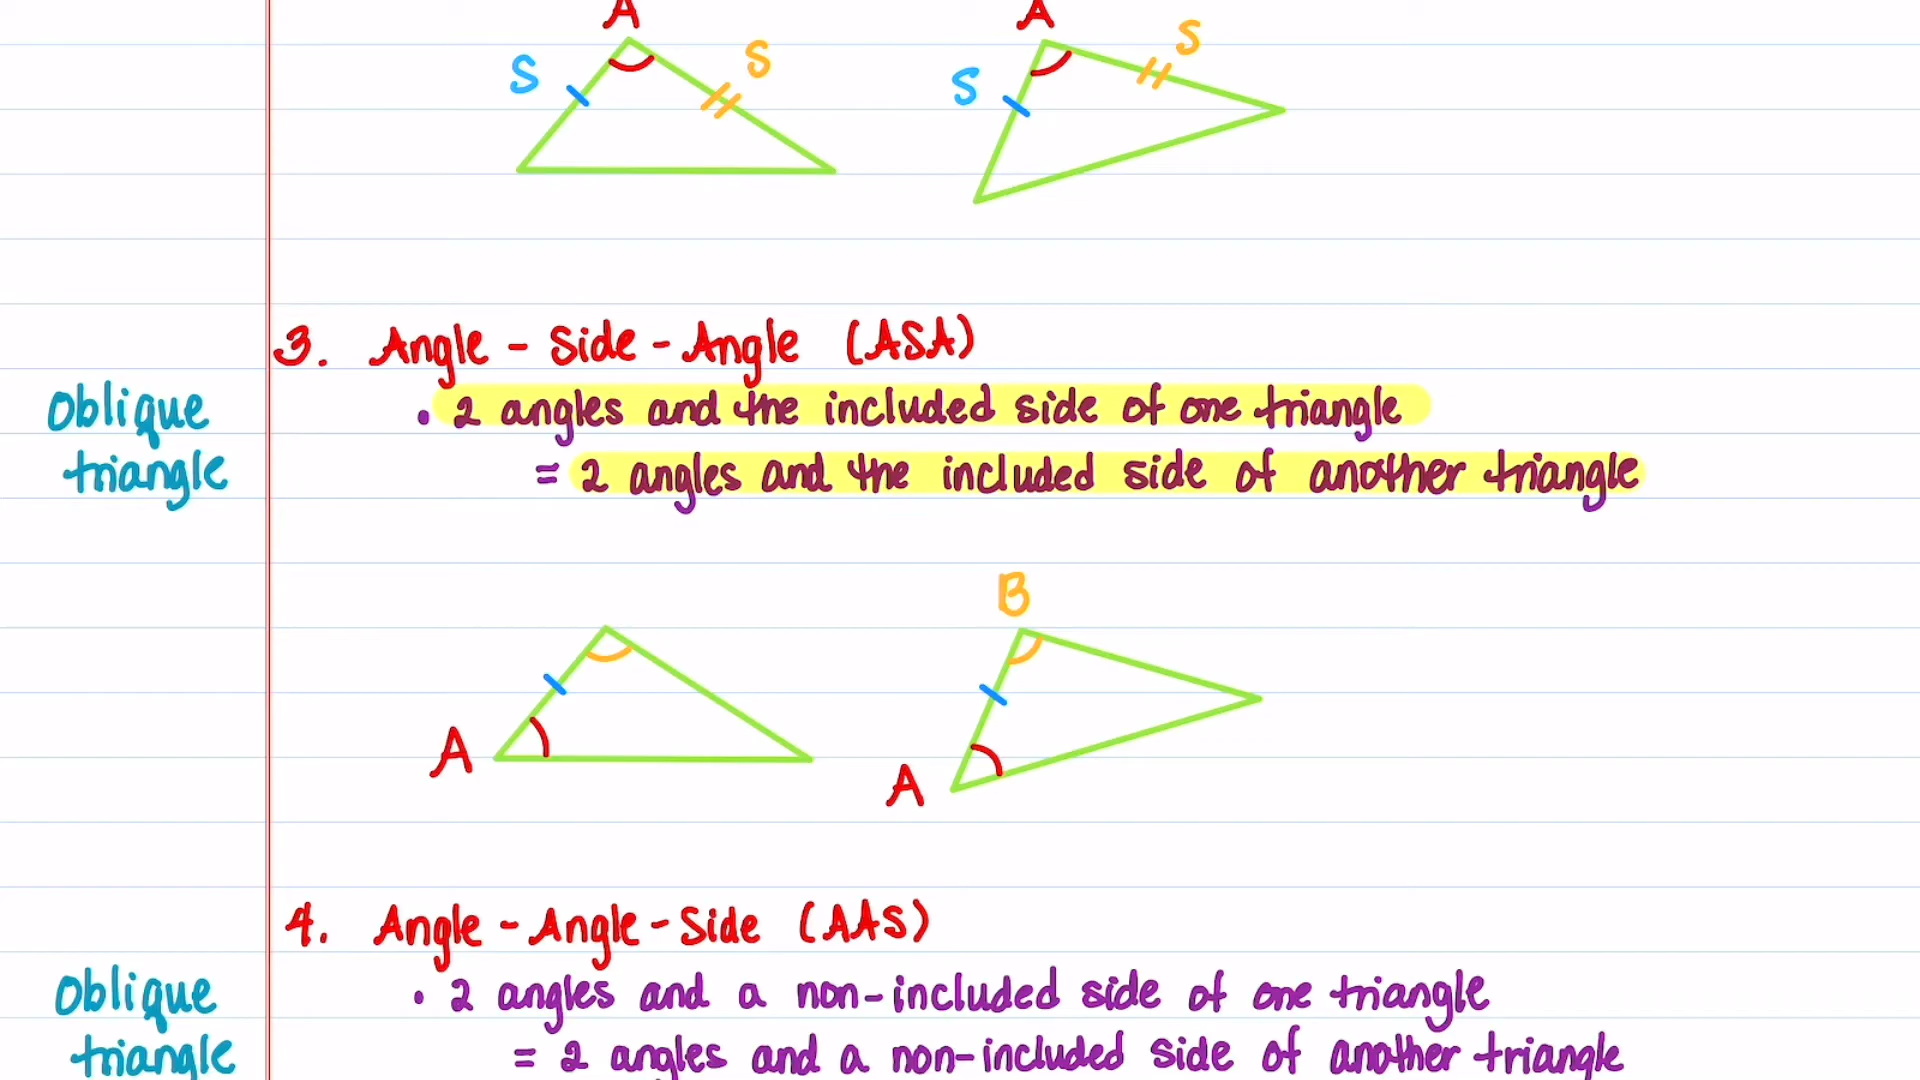 A
A
S
S
S
S
3. Angle - Side - Angle (ASA)
Oblique
triangle
• 2 angles and the included side of one triangle
= 2 angles and the included side of another triangle
B
A
A
4. Angle - Angle - Side (AAS)
Oblique
triangle
• 2 angles and a non-included side of one triangle
= 2 angles and a non-included side of another triangle